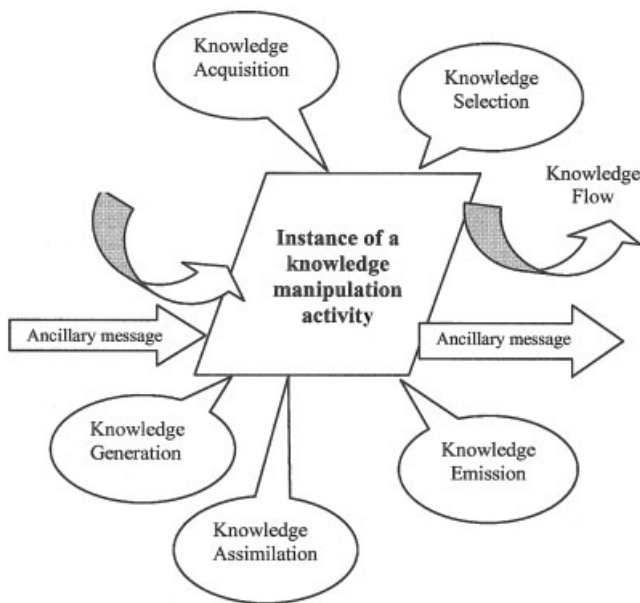 Knowledge
Acquisition
Knowledge
Selection
Knowledge
Flow
Instance of a
knowledge
manipulation
activity
Ancillary message
Ancillary message
Knowledge
Generation
Knowledge
Emission
Knowledge
Assimilation